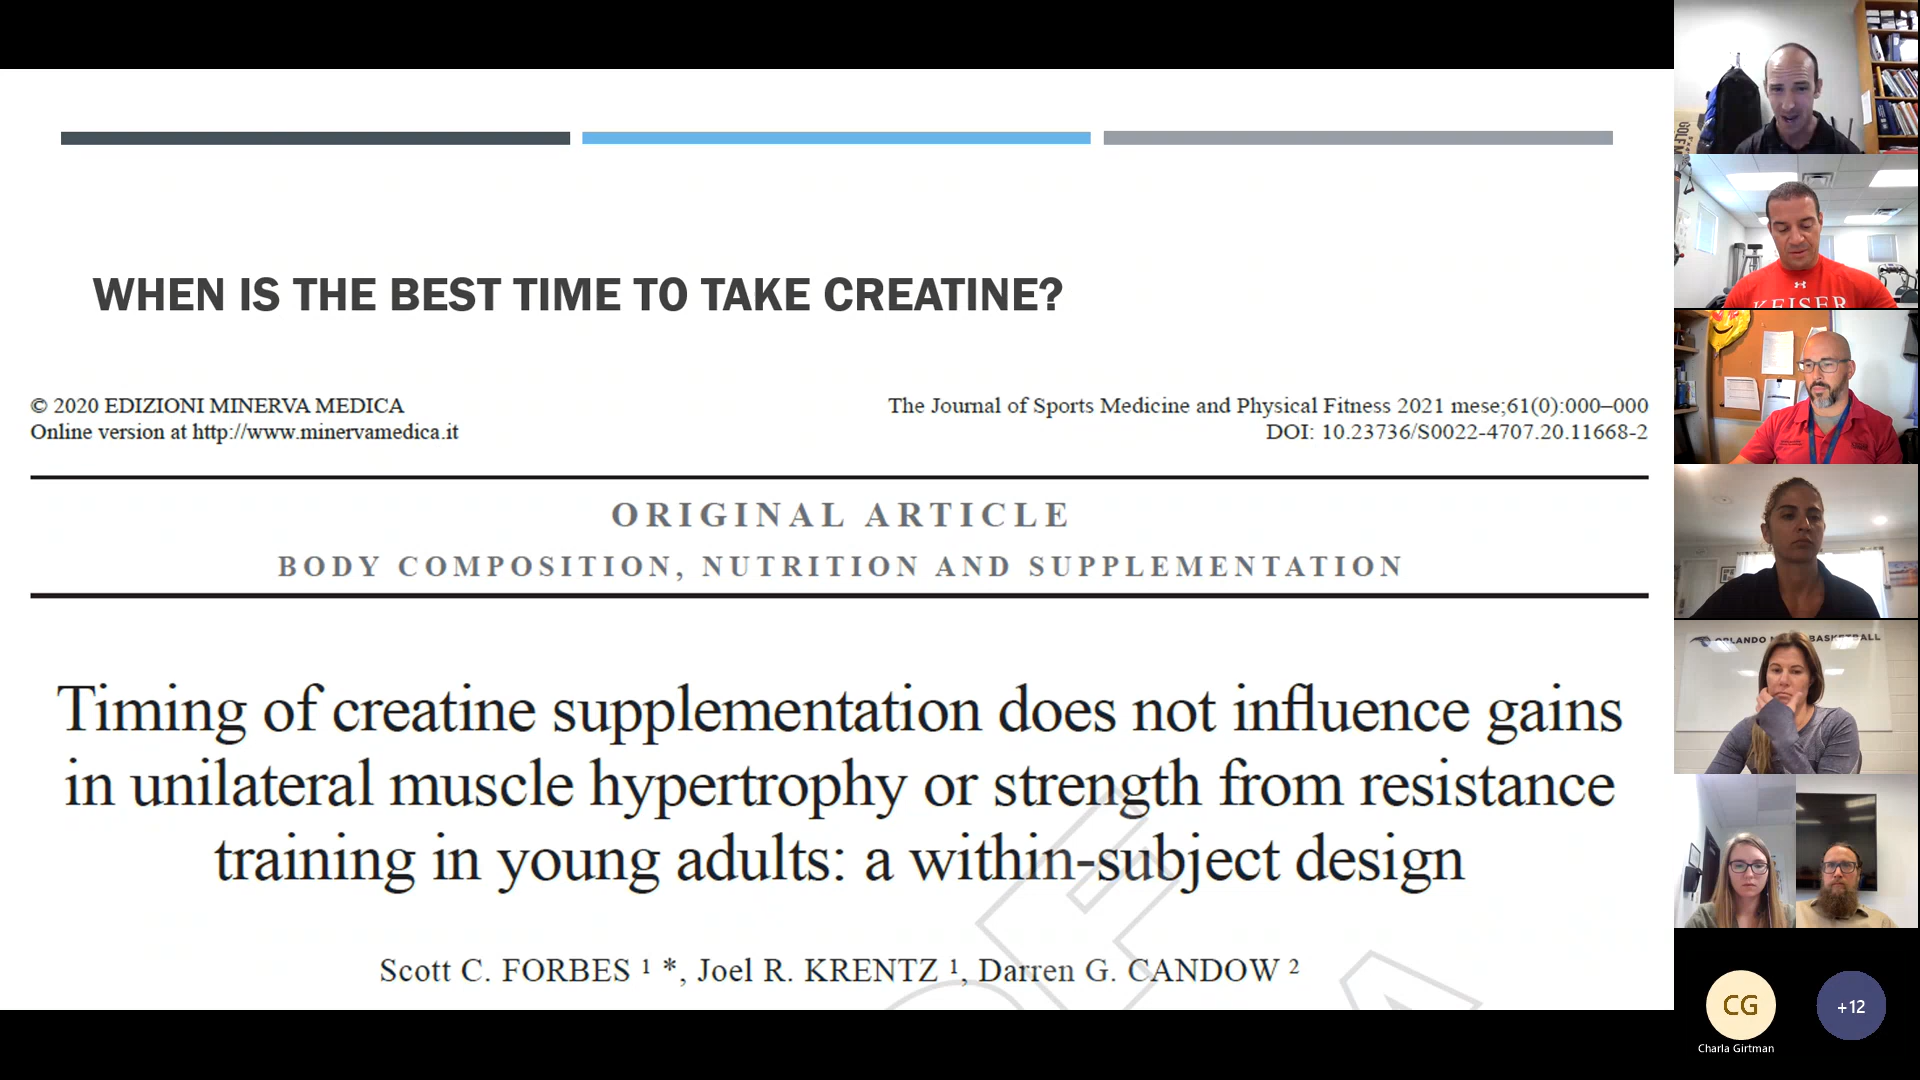 WHEN IS THE BEST TIME TO TAKE CREATINE?
© 2020 EDIZIONI MINERVA MEDICA
Online version at http://www.minervamedica.it
The Journal of Sports Medicine and Physical Fitness 2021 mese;61(0):000–000
DOI: 10.23736/S0022-4707.20.11668-2
ORIGINAL ARTICLE
BODY COMPOSITION, NUTRITION AND SUPPLEMENTATION
Timing of creatine supplementation does not influence gains
in unilateral muscle hypertrophy or strength from resistance
training in young adults: a within-subject design
Scott C. FORBES ¹ *, Joel R. KRENTZ ¹, Darren G. CANDOW ²
KEISER
ORLANDO BASKETBALL
CG
+12
Charla Girtman